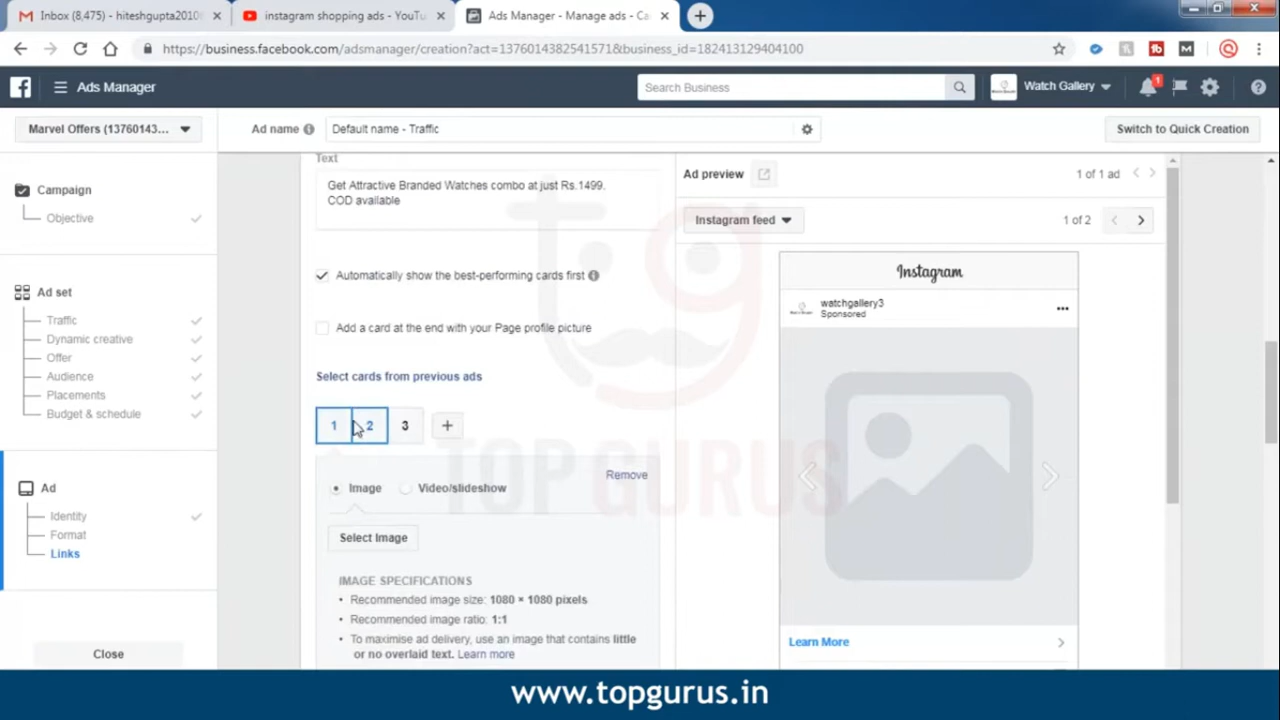 Inbox (8,475) - hiteshgupta2010
instagram shopping ads - YouTu
Ads Manager - Manage ads - Ca
https://business.facebook.com/adsmanager/creation?act=1376014382541571&business_id=182413129404100
Ads Manager
Search Business
Watch Gallery
1
Marvel Offers (13760143...
Ad name
Default name - Traffic
Switch to Quick Creation
Campaign
Objective
Ad set
Traffic
Dynamic creative
Offer
Audience
Placements
Budget & schedule
Ad
Identity
Format
Links
Close
Text
Get Attractive Branded Watches combo at just Rs.1499.
COD available
Automatically show the best-performing cards first
Add a card at the end with your Page profile picture
Select cards from previous ads
1 2 3 +
Remove
Image Video/slideshow
Select Image
IMAGE SPECIFICATIONS
• Recommended image size: 1080 × 1080 pixels
• Recommended image ratio: 1:1
• To maximise ad delivery, use an image that contains little
or no overlaid text. Learn more
Ad preview
1 of 1 ad
Instagram feed
1 of 2
Instagram
watchgallery3
Sponsored
Learn More
TOP GURUS
www.topgurus.in